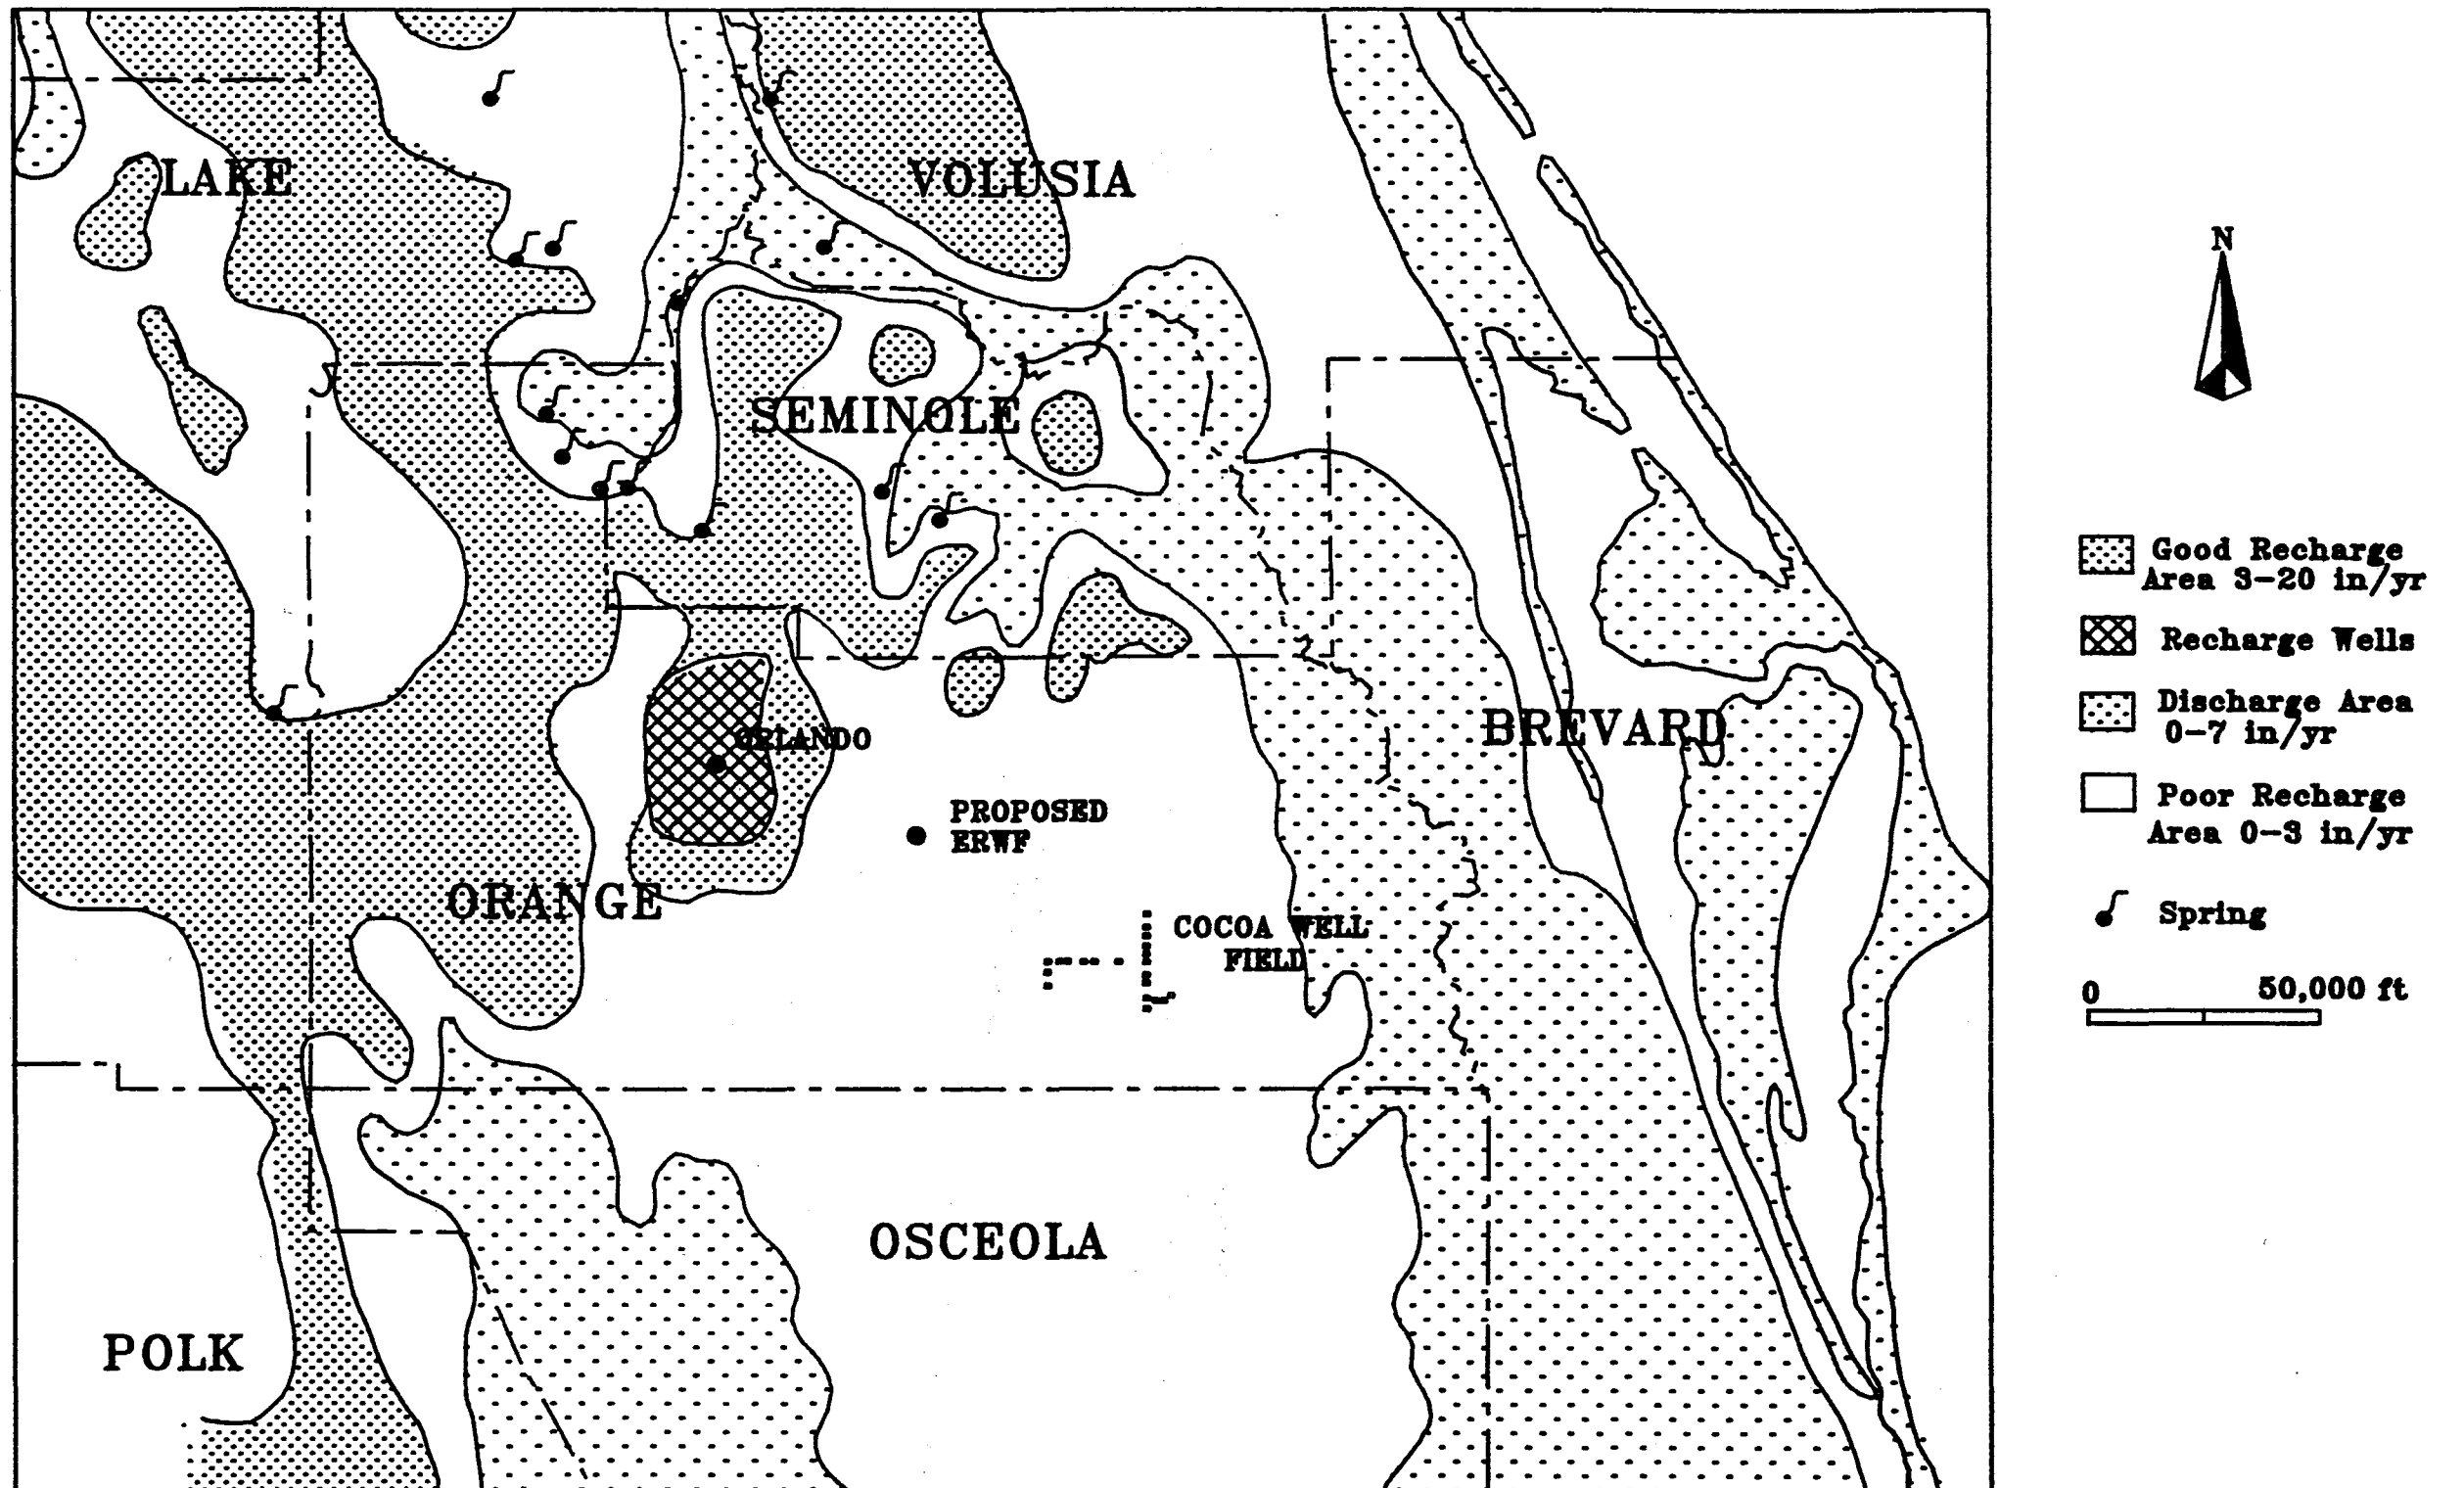 LAKE
VOLUSIA
SEMINOLE
ORLANDO
BREVARD
PROPOSED
ERWF
ORANGE
COCOA WELL
FIELD
OSCEOLA
POLK
N
Good Recharge
Area 3-20 in/yr
Recharge Wells
Discharge Area
0-7 in/yr
Poor Recharge
Area 0-3 in/yr
Spring
0 50,000 ft